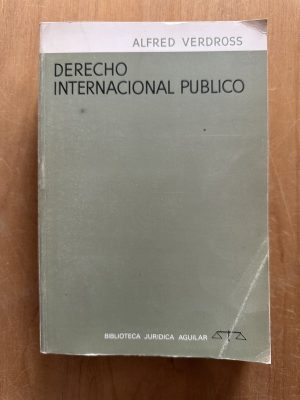 ALFRED VERDROSS
DERECHO
INTERNACIONAL PUBLICO
BIBLIOTECA JURIDICA AGUILAR